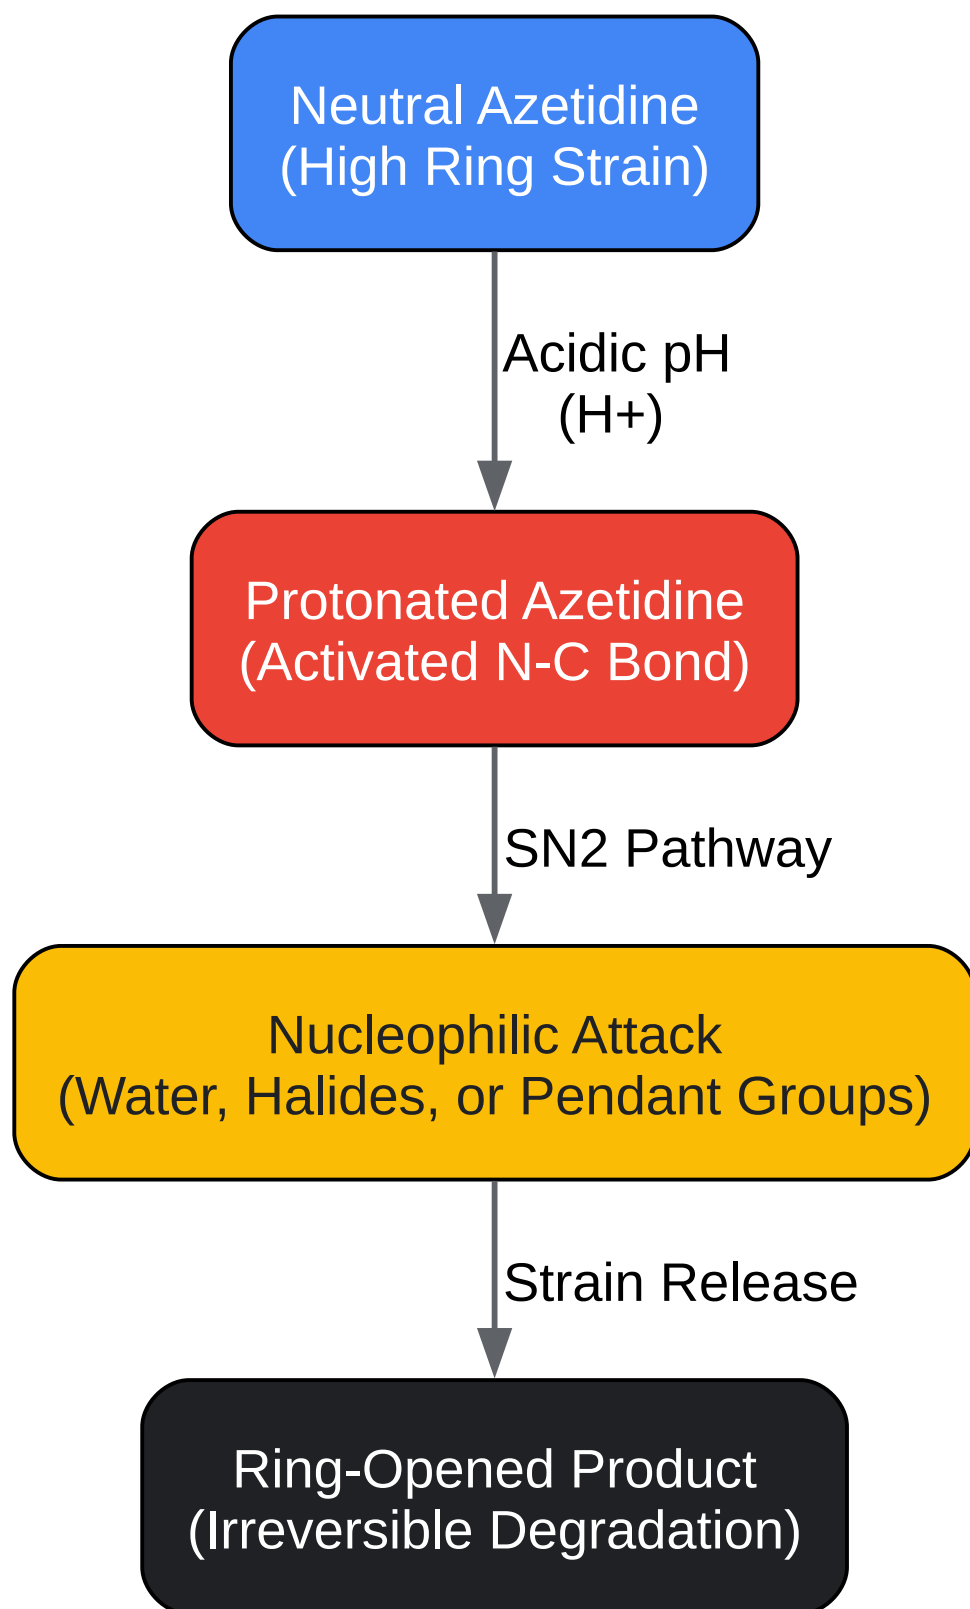 Neutral Azetidine
(High Ring Strain)
Acidic pH
(H+)
Protonated Azetidine
(Activated N-C Bond)
SN2 Pathway
Nucleophilic Attack
(Water, Halides, or Pendant Groups)
Strain Release
Ring-Opened Product
(Irreversible Degradation)